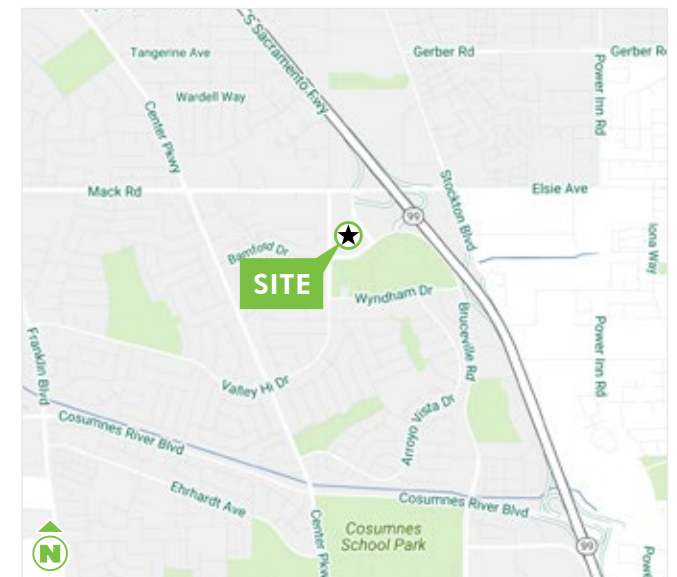 S Sacramento Fwy
Tangerine Ave
Gerber Rd
Gerber R
Power Inn Rd
Wardell Way
Center Pkwy
Mack Rd
Stockton Blvd
Elsie Ave
99
Bamford Dr
Iona Way
SITE
Wyndham Dr
Bruceville Rd
Franklin Blvd
Power Inn Rd
Valley Hi Dr
Arroyo Vista Dr
Cosumnes River Blvd
Ehrhardt Ave
Cosumnes River Blvd
Center Pkw
Cosumnes
School Park
99
Powe
N